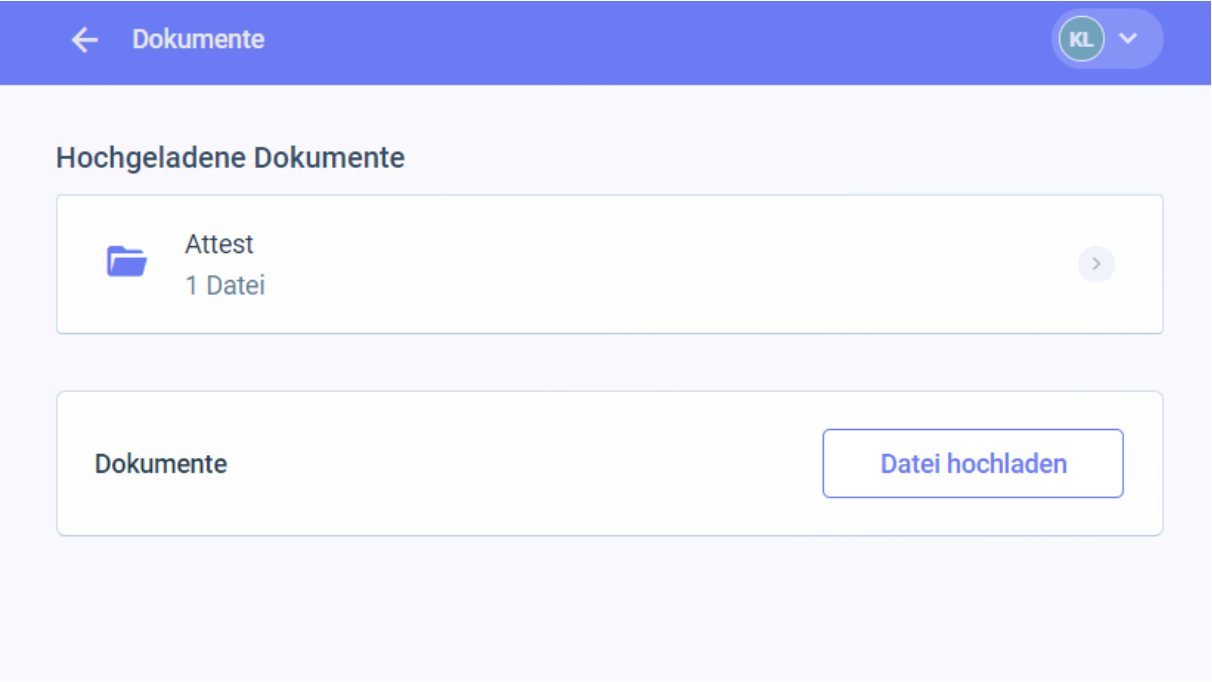 Dokumente
KL
Hochgeladene Dokumente
Attest
1 Datei
Dokumente
Datei hochladen